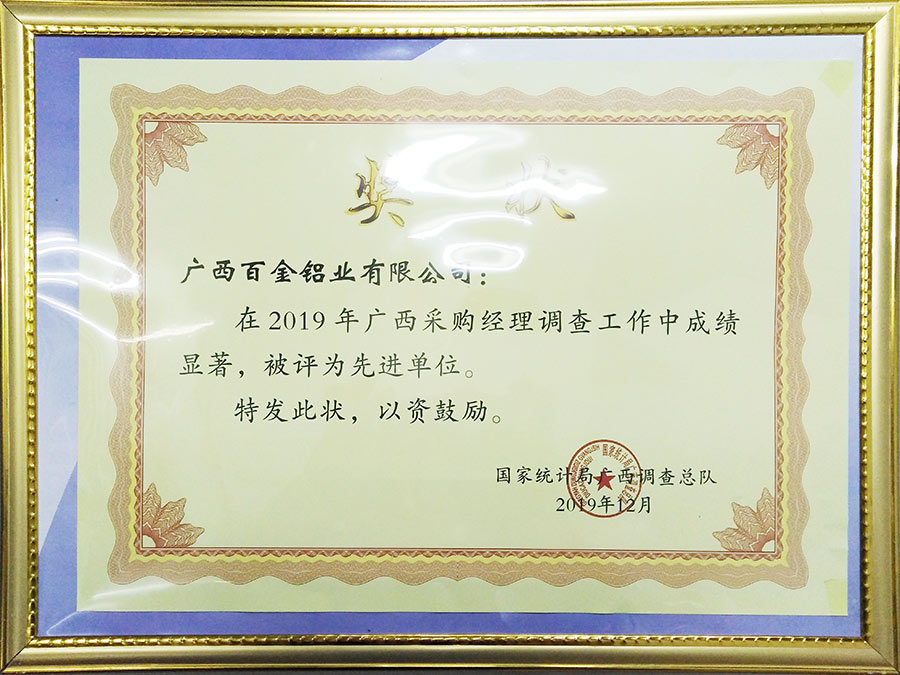 奖 状
广西百金铝业有限公司：
在2019年广西采购经理调查工作中成绩
显著，被评为先进单位。
特发此状，以资鼓励。
国家统计局广西调查总队
2019年12月